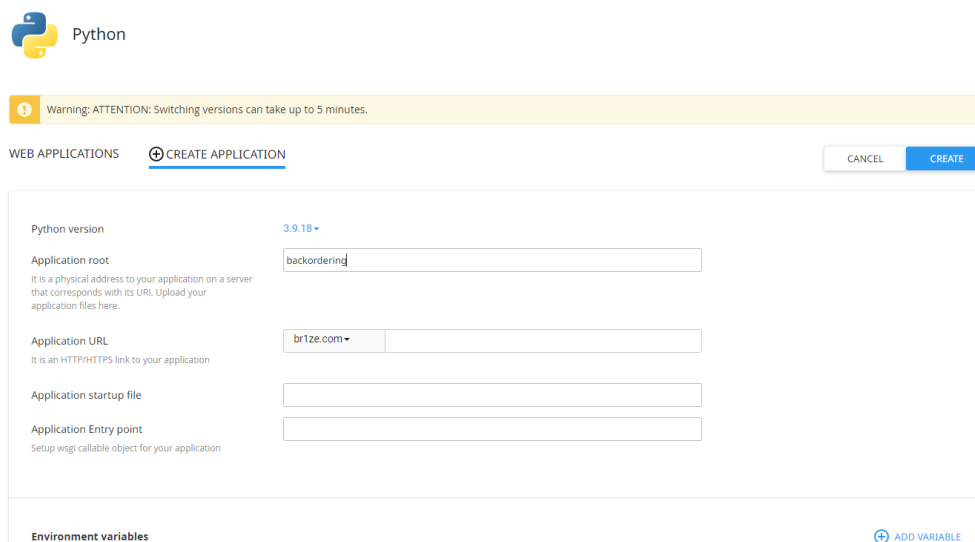 Python
Warning: ATTENTION: Switching versions can take up to 5 minutes.
WEB APPLICATIONS
CREATE APPLICATION
CANCEL
CREATE
Python version
3.9.18
Application root
backordering
It is a physical address to your application on a server
that corresponds with its URI. Upload your
application files here.
Application URL
br1ze.com
It is an HTTP/HTTPS link to your application
Application startup file
Application Entry point
Setup wsgi callable object for your application
Environment variables
ADD VARIABLE